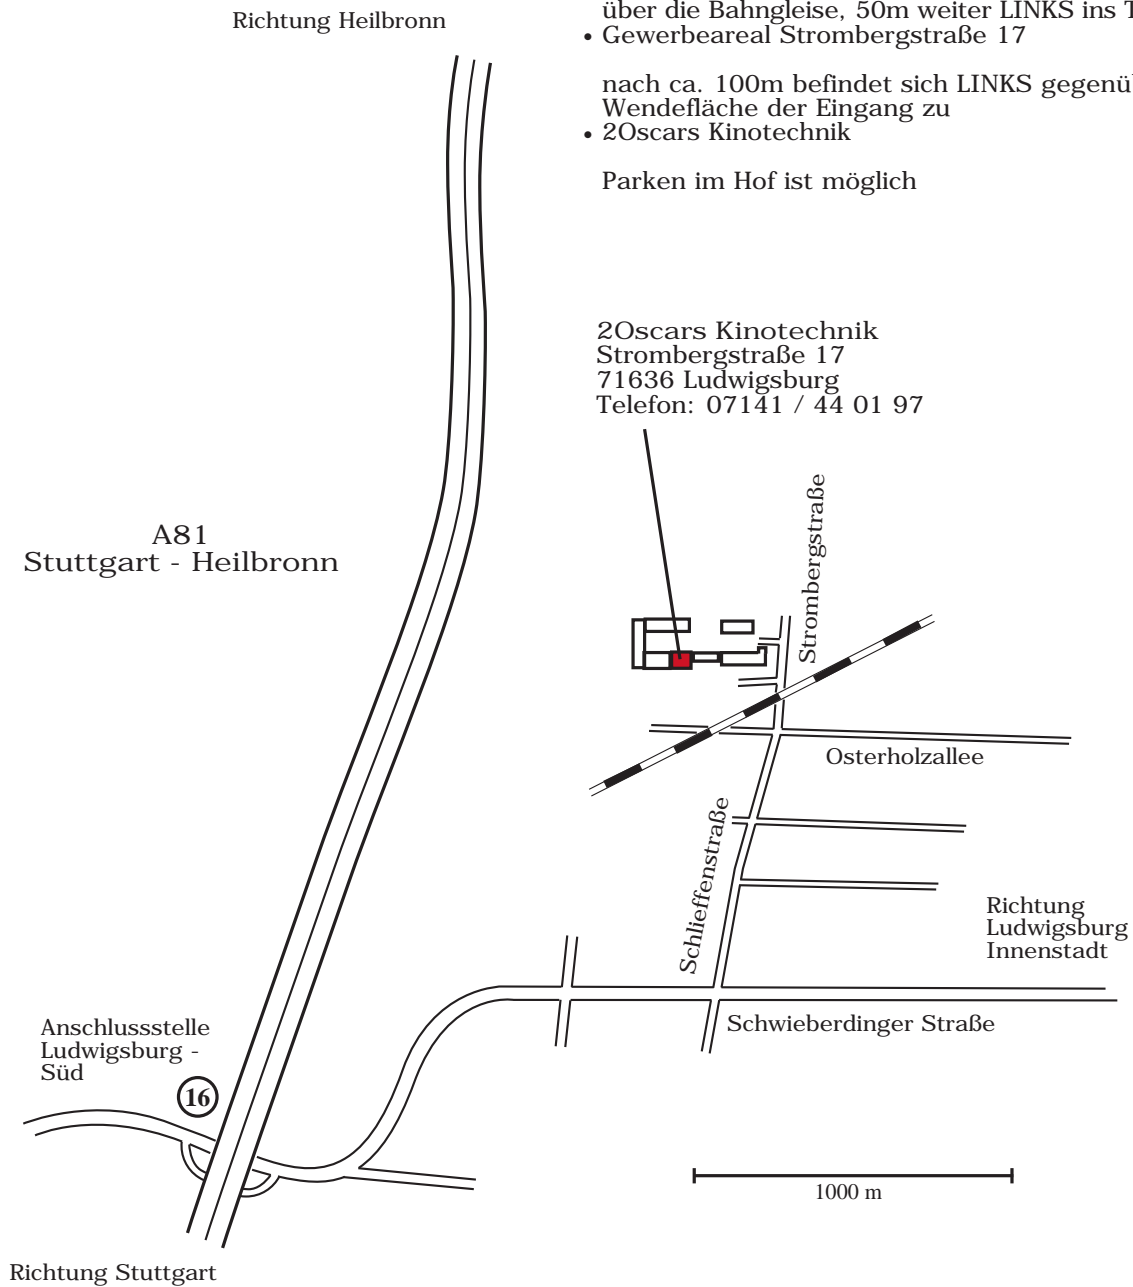 über die Bahngleise, 50m weiter LINKS ins
• Gewerbeareal Strombergstraße 17
nach ca. 100m befindet sich LINKS
Wendefläche der Eingang zu
• 2Oscars Kinotechnik
Parken im Hof ist möglich
Richtung Heilbronn
2Oscars Kinotechnik
Strombergstraße 17
71636 Ludwigsburg
Telefon: 07141 / 44 01 97
A81
Stuttgart - Heilbronn
Strombergstraße
Osterholzallee
Schlieffenstraße
Richtung
Ludwigsburg
Innenstadt
Schwieberdinger Straße
Anschlussstelle
Ludwigsburg -
Süd
16
1000 m
Richtung Stuttgart